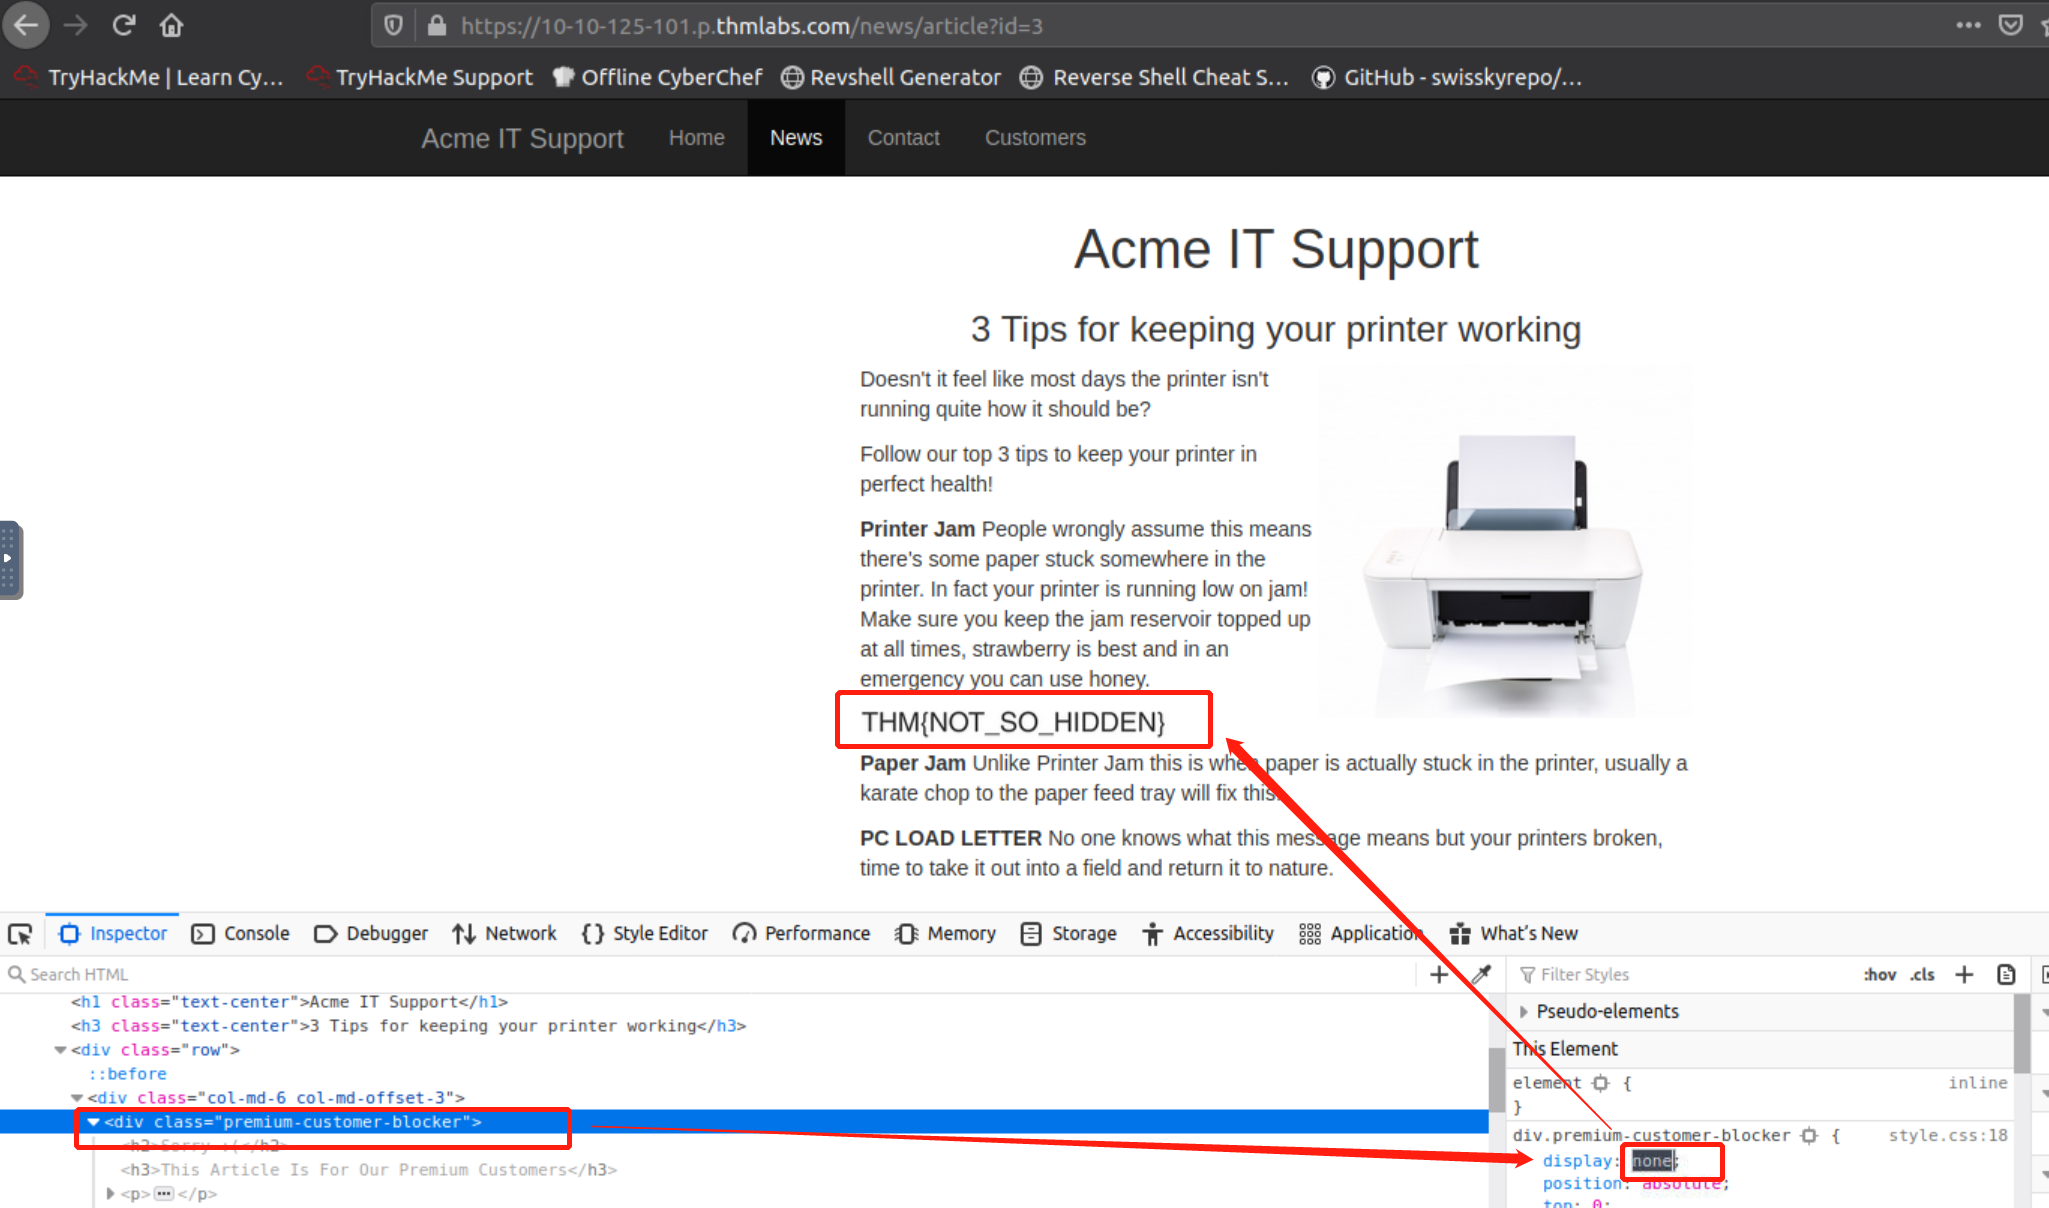 https://10-10-125-101.p.thmlabs.com/news/article?id=3
TryHackMe | Learn Cy… TryHackMe Support Offline CyberChef Revshell Generator Reverse Shell Cheat S… GitHub - swisskyrepo/…
Acme IT Support Home News Contact Customers
Acme IT Support
3 Tips for keeping your printer working
Doesn't it feel like most days the printer isn't
running quite how it should be?
Follow our top 3 tips to keep your printer in
perfect health!
Printer Jam People wrongly assume this means
there's some paper stuck somewhere in the
printer. In fact your printer is running low on jam!
Make sure you keep the jam reservoir topped up
at all times, strawberry is best and in an
emergency you can use honey.
THM{NOT_SO_HIDDEN}
Paper Jam Unlike Printer Jam this is when paper is actually stuck in the printer, usually a
karate chop to the paper feed tray will fix this.
PC LOAD LETTER No one knows what this message means but your printers broken,
time to take it out into a field and return it to nature.
Inspector Console Debugger Network Style Editor Performance Memory Storage Accessibility Application What's New
Search HTML
Filter Styles :hov .cls
<h1 class="text-center">Acme IT Support</h1>
<h3 class="text-center">3 Tips for keeping your printer working</h3>
<div class="row">
::before
<div class="col-md-6 col-md-offset-3">
<div class="premium-customer-blocker">
<h2>Sorry :(</h2>
<h3>This Article Is For Our Premium Customers</h3>
<p>…</p>
Pseudo-elements
This Element
element { inline
}
div.premium-customer-blocker { style.css:18
display: none;
position: absolute;
top: 0;